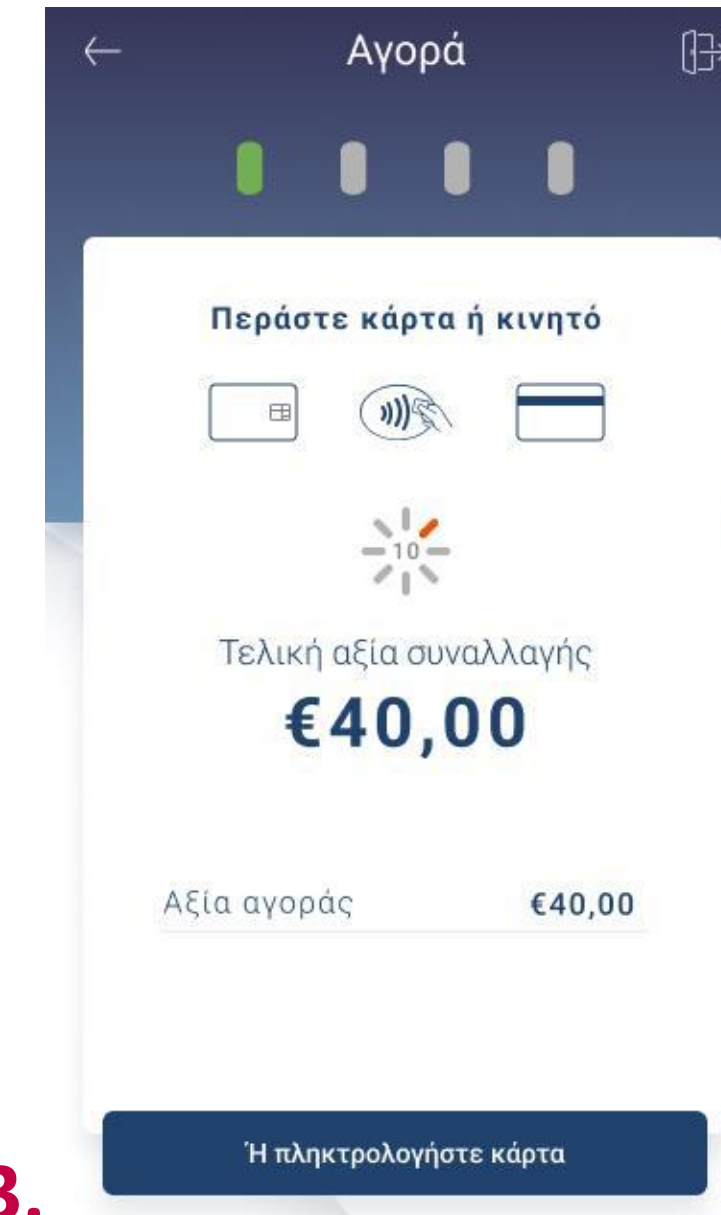 Αγορά
Περάστε κάρτα ή κινητό
10
Τελική αξία συναλλαγής
€40,00
Αξία αγοράς €40,00
Ή πληκτρολογήστε κάρτα
3.